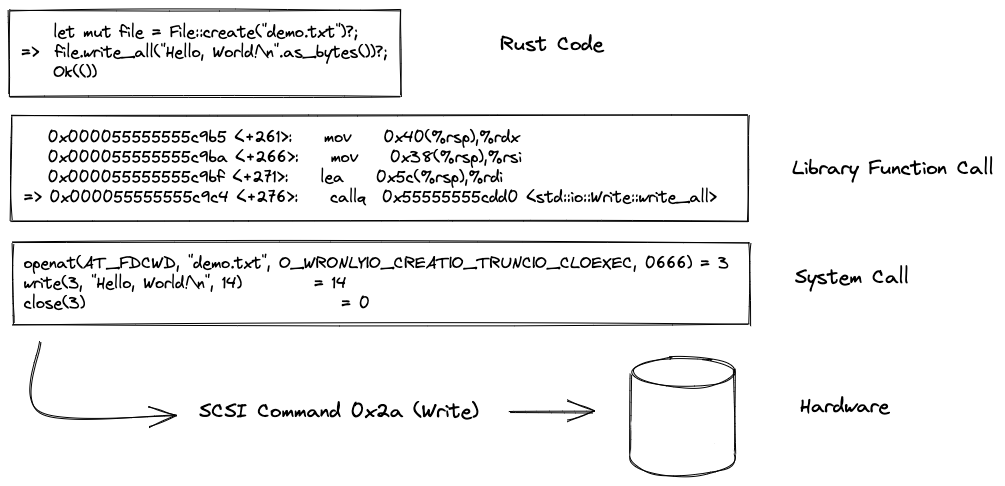 let mut file = File::create("demo.txt")?;
=> file.write_all("Hello, World!\n".as_bytes())?;
Ok(())
Rust Code
0x000055555555c9b5 <+261>: mov 0x40(%rsp),%rdx
0x000055555555c9ba <+266>: mov 0x38(%rsp),%rsi
0x000055555555c9bf <+271>: lea 0x5c(%rsp),%rdi
=> 0x000055555555c9c4 <+276>: callq 0x55555555cdd0 <std::io::Write::write_all>
Library Function Call
openat(AT_FDCWD, "demo.txt", O_WRONLY|O_CREAT|O_TRUNC|O_CLOEXEC, 0666) = 3
write(3, "Hello, World!\n", 14) = 14
close(3) = 0
System Call
SCSI Command 0x2a (Write)
Hardware